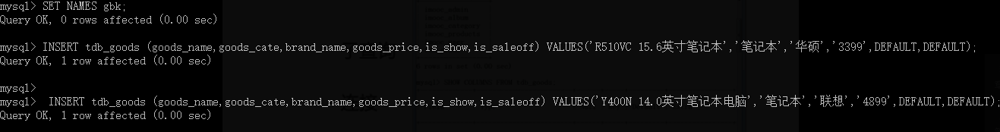 mysql> SET NAMES gbk;
Query OK, 0 rows affected (0.00 sec)
mysql> INSERT tdb_goods (goods_name,goods_cate,brand_name,goods_price,is_show,is_saleoff) VALUES('R510VC 15.6英寸笔记本','笔记本','华硕','3399',DEFAULT,DEFAULT);
Query OK, 1 row affected (0.00 sec)
mysql>
mysql>  INSERT tdb_goods (goods_name,goods_cate,brand_name,goods_price,is_show,is_saleoff) VALUES('Y400N 14.0英寸笔记本电脑','笔记本','联想','4899',DEFAULT,DEFAULT);
Query OK, 1 row affected (0.00 sec)